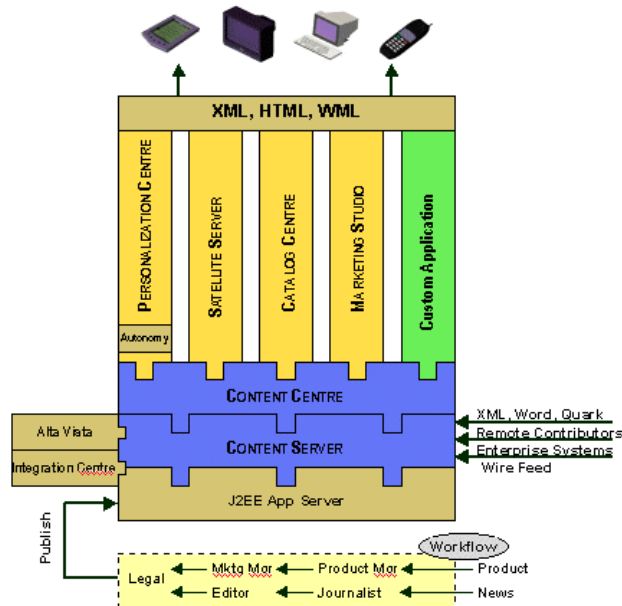 XML, HTML, WML
PERSONALIZATION CENTRE
SATELLITE SERVER
CATALOG CENTRE
MARKETING STUDIO
Custom Application
Autonomy
CONTENT CENTRE
XML, Word, Quark
Alta Vista
Remote Contributors
CONTENT SERVER
Enterprise Systems
Integration Centre
Wire Feed
J2EE App Server
Publish
Workflow
Legal
Mktg Mgr
Product Mgr
Product
Editor
Journalist
News